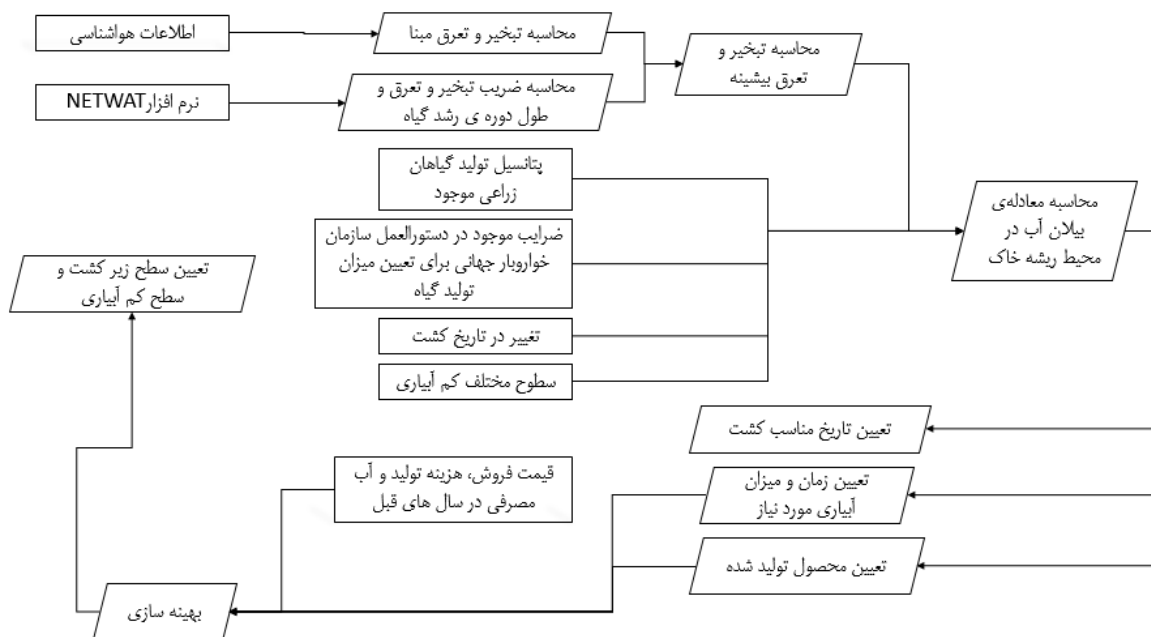 اطلاعات هواشناسی
محاسبه تبخیر و تعرق مبنا
محاسبه تبخیر و
تعرق بیشینه
نرم افزارNETWAT
محاسبه ضریب تبخیر و تعرق و
طول دوره ی رشد گیاه
پتانسیل تولید گیاهان
زراعی موجود
ضرایب موجود در دستورالعمل سازمان
خواروبار جهانی برای تعیین میزان
تولید گیاه
تغییر در تاریخ کشت
سطوح مختلف کم آبیاری
محاسبه معادله‌ی
بیلان آب در
محیط ریشه خاک
تعیین تاریخ مناسب کشت
تعیین زمان و میزان
آبیاری مورد نیاز
تعیین محصول تولید شده
قیمت فروش، هزینه تولید و آب
مصرفی در سال های قبل
بهینه سازی
تعیین سطح زیر کشت و
سطح کم آبیاری